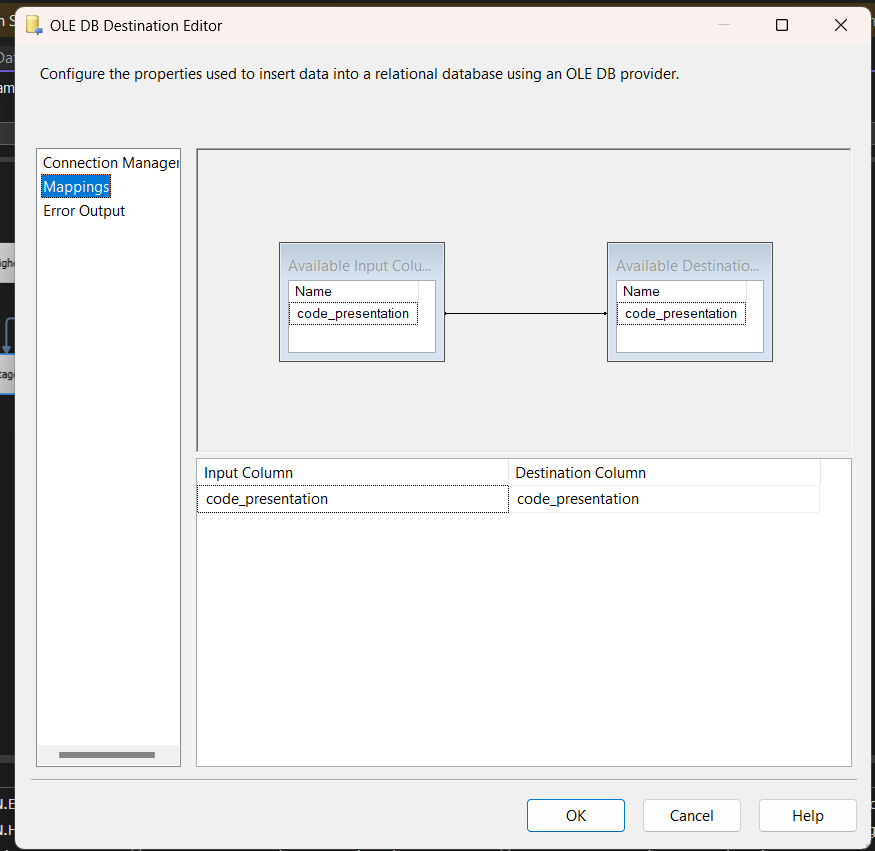 OLE DB Destination Editor
Configure the properties used to insert data into a relational database using an OLE DB provider.
Connection Manager
Mappings
Error Output
Available Input Colu...
Name
code_presentation
Available Destinatio...
Name
code_presentation
Input Column Destination Column
code_presentation code_presentation
OK Cancel Help